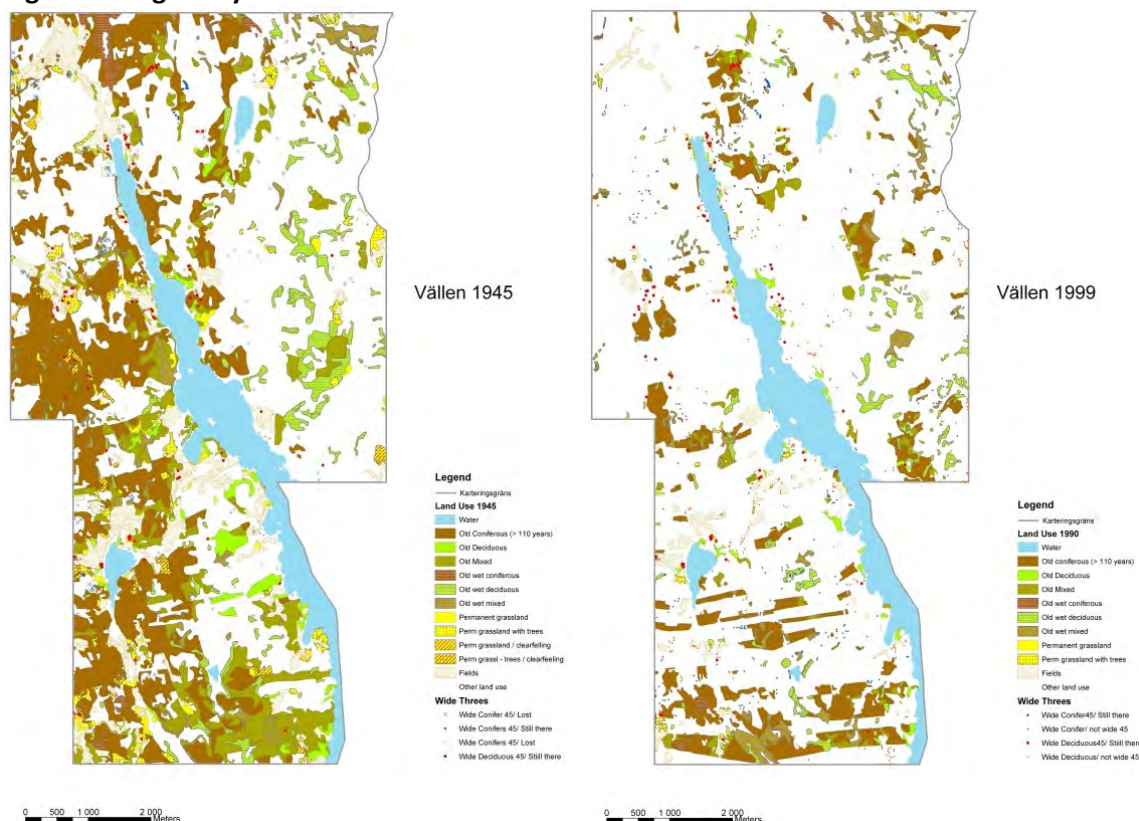 Vällen 1945
Legend
Karteringsgräns
Land Use 1945
Water
Old Coniferous (> 110 years)
Old Deciduous
Old Mixed
Old wet coniferous
Old wet deciduous
Old wet mixed
Permanent grassland
Perm grassland with trees
Perm grassland / clearfelling
Perm grassl - trees / clearfeeling
Fields
Other land use
Wide Threes
Wide Conifer 45/ Lost
Wide Conifers 45/ Still there
Wide Conifers 45/ Lost
Wide Deciduous 45/ Still there
0 500 1 000 2 000
Meters
Vällen 1999
Legend
Karteringsgräns
Land Use 1990
Water
Old coniferous (> 110 years)
Old Deciduous
Old Mixed
Old wet coniferous
Old wet deciduous
Old wet mixed
Permanent grassland
Perm grassland with trees
Fields
Other land use
Wide Threes
Wide Conifer45/ Still there
Wide Conifer/ not wide 45
Wide Deciduous45/ Still there
Wide Deciduous/ not wide 45
0 500 1 000 2 000
Meters